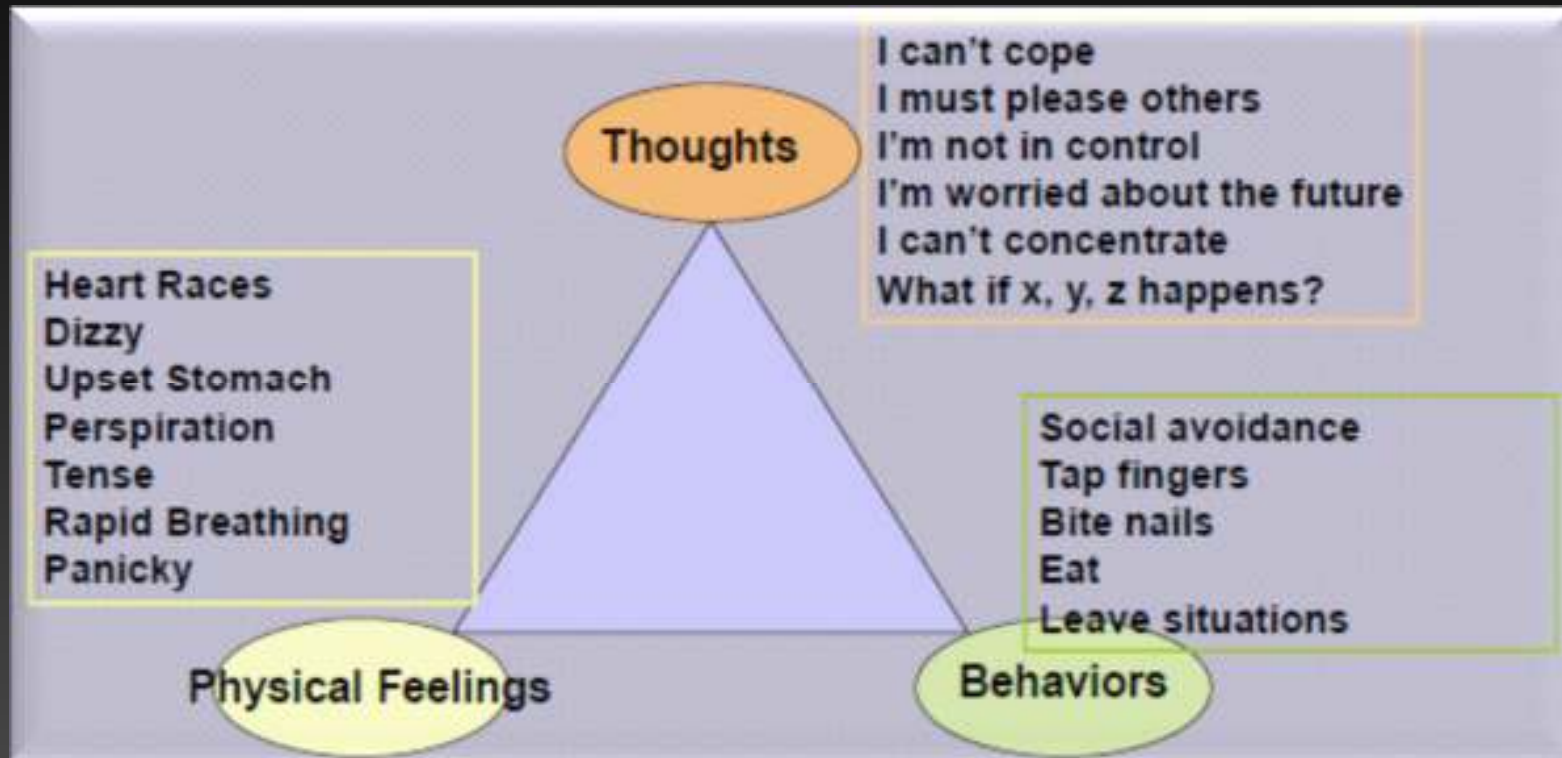 Thoughts
I can't cope
I must please others
I'm not in control
I'm worried about the future
I can't concentrate
What if x, y, z happens?
Heart Races
Dizzy
Upset Stomach
Perspiration
Tense
Rapid Breathing
Panicky
Physical Feelings
Social avoidance
Tap fingers
Bite nails
Eat
Leave situations
Behaviors